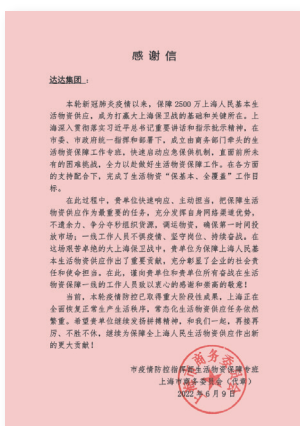 感谢信
达达集团：
本轮新冠肺炎疫情以来，保障2500万上海人民基本生
活物资供应，成为打赢大上海保卫战的基础和关键所在。上
海深入贯彻落实习近平总书记重要讲话和指示批示精神，在
市委、市政府统一指挥和部署下，成立由商务部门牵头的生
活物资保障工作专班，快速启动应急保供机制，直面前所未
有的困难挑战，全力以赴做好生活物资保障工作。在各方面
的支持配合下，完成了生活物资“保基本、全覆盖”工作目
标。
在此过程中，贵单位快速响应、主动担当，把保障生活
物资供应作为最重要的任务，充分发挥自身网络渠道优势，
不遗余力、争分夺秒组织货源，调运物资，确保第一时间投
放市场；一线工作人员不惧疫情、坚守岗位、持续奋战。在
这场艰苦卓绝的大上海保卫战中，贵单位为保障上海人民基
本生活物资供应作出了重要贡献，充分彰显了企业的社会责
任和使命担当。在此，谨向贵单位和贵单位所有奋战在生活
物资保障一线的工作人员致以衷心的感谢和崇高的敬意！
当前，本轮疫情防控已取得重大阶段性成果，上海正在
全面恢复正常生产生活秩序，常态化生活物资供应任务依然
繁重。希望贵单位继续发扬拼搏精神，和我们一起，再接再
厉、不胜不休，继续为保障全上海人民生活物资供应作出新
的更大贡献！
市疫情防控指挥部生活物资保障专班
上海市商务委员会（代章）
2022年6月9日